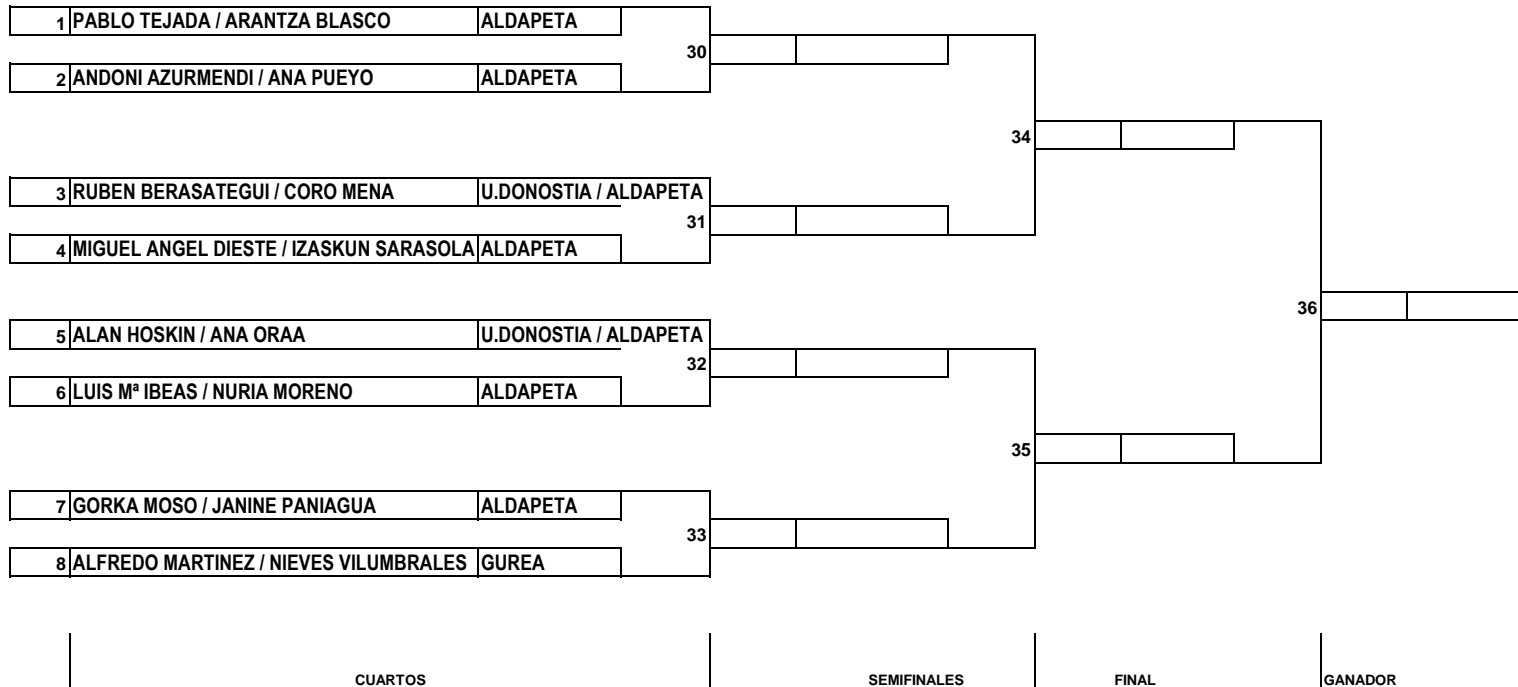 1 PABLO TEJADA / ARANTZA BLASCO ALDAPETA
30
2 ANDONI AZURMENDI / ANA PUEYO ALDAPETA
34
3 RUBEN BERASATEGUI / CORO MENA U.DONOSTIA / ALDAPETA
31
4 MIGUEL ANGEL DIESTE / IZASKUN SARASOLA ALDAPETA
36
5 ALAN HOSKIN / ANA ORAA U.DONOSTIA / ALDAPETA
32
6 LUIS Mª IBEAS / NURIA MORENO ALDAPETA
35
7 GORKA MOSO / JANINE PANIAGUA ALDAPETA
33
8 ALFREDO MARTINEZ / NIEVES VILUMBRALES GUREA
CUARTOS SEMIFINALES FINAL GANADOR